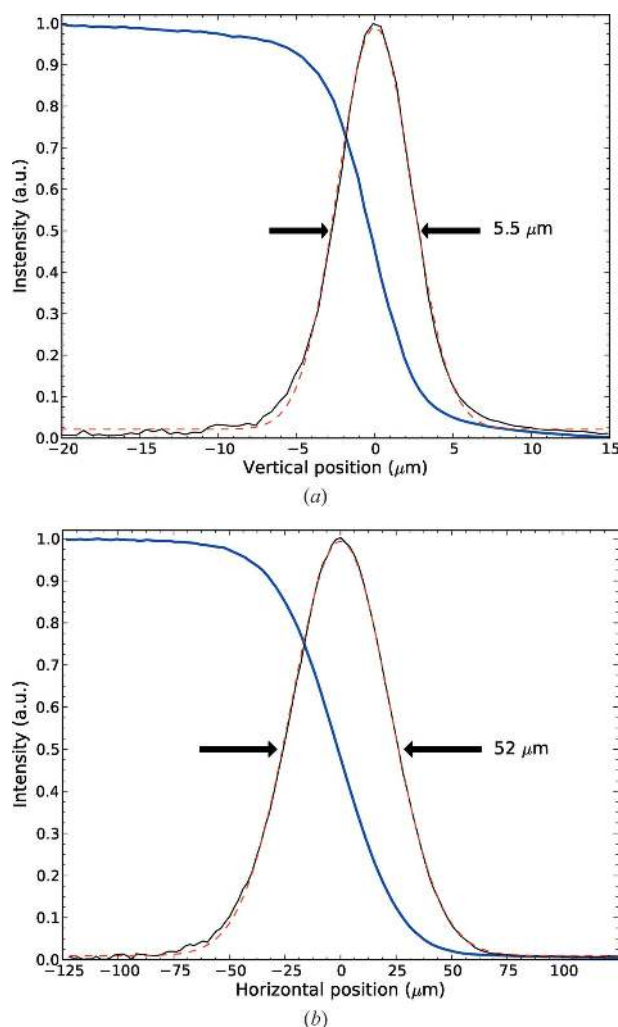 1.0
0.9
0.8
0.7
0.6
0.5
0.4
0.3
0.2
0.1
0.0
Instensity (a.u.)
5.5 μm
−20 −15 −10 −5 0 5 10 15
Vertical position (μm)
(a)
1.0
0.9
0.8
0.7
0.6
0.5
0.4
0.3
0.2
0.1
0.0
Intensity (a.u.)
52 μm
−125 −100 −75 −50 −25 0 25 50 75 100
Horizontal position (μm)
(b)